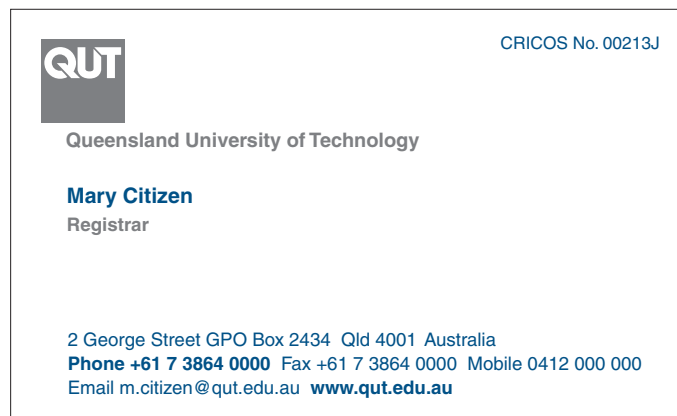 QUT
CRICOS No. 00213J
Queensland University of Technology
Mary Citizen
Registrar
2 George Street GPO Box 2434 Qld 4001 Australia
Phone +61 7 3864 0000 Fax +61 7 3864 0000 Mobile 0412 000 000
Email m.citizen@qut.edu.au www.qut.edu.au